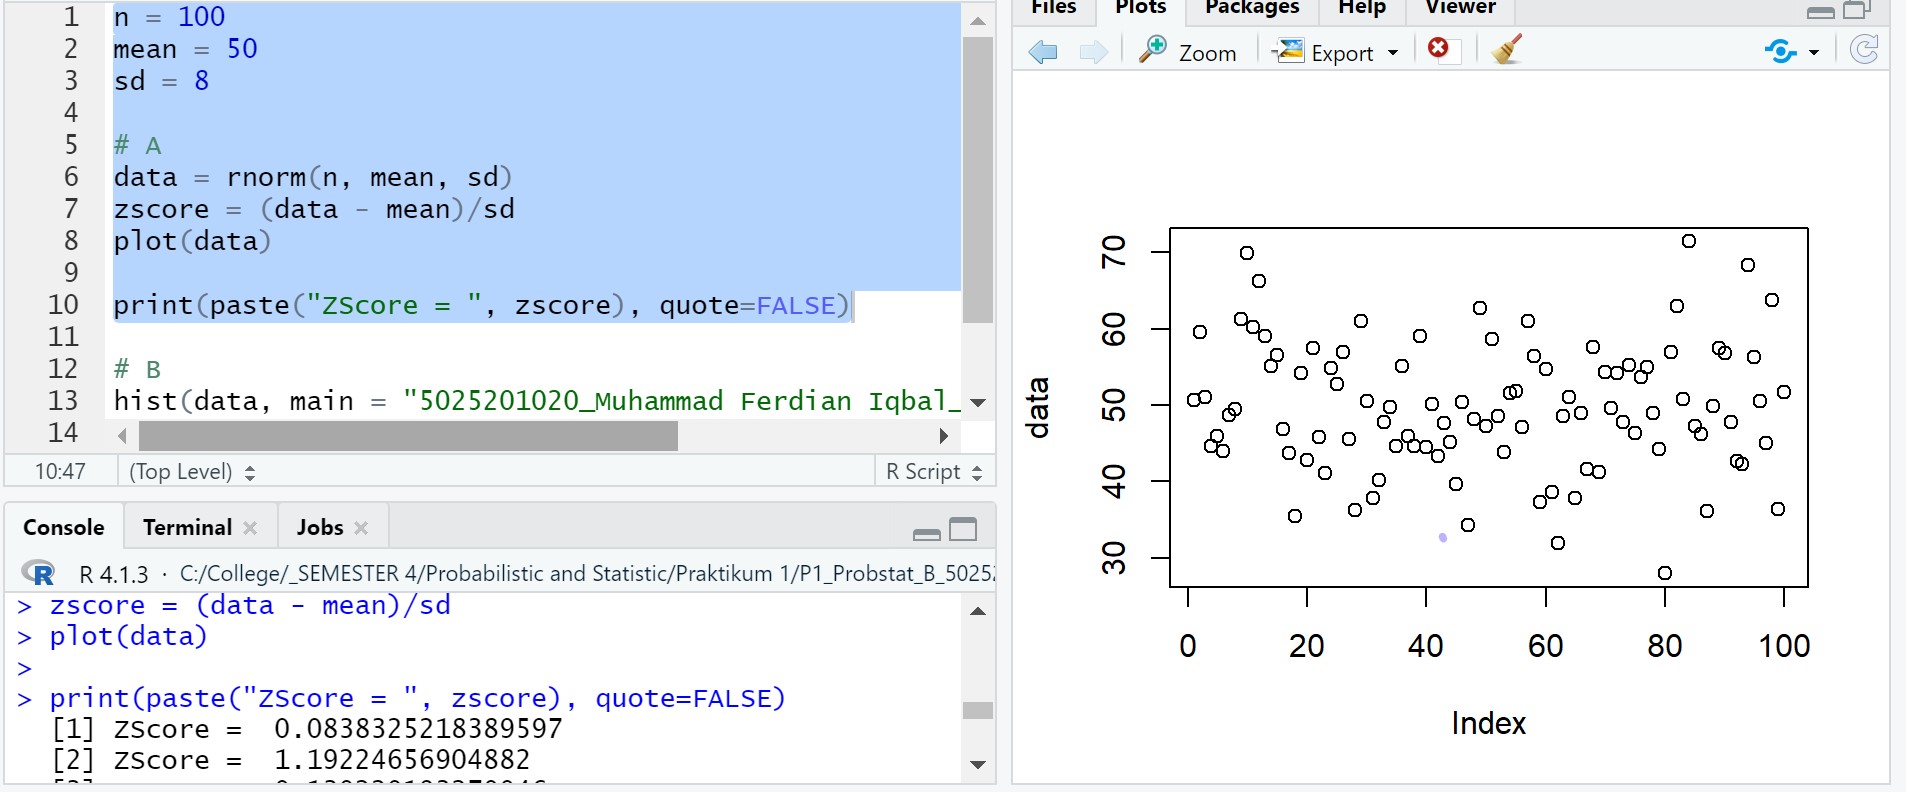 1 n = 100
2 mean = 50
3 sd = 8
4
5 # A
6 data = rnorm(n, mean, sd)
7 zscore = (data - mean)/sd
8 plot(data)
9
10 print(paste("ZScore = ", zscore), quote=FALSE)
11
12 # B
13 hist(data, main = "5025201020_Muhammad Ferdian Iqbal_
14
10:47 (Top Level) R Script
Console Terminal Jobs
R 4.1.3 · C:/College/_SEMESTER 4/Probabilistic and Statistic/Praktikum 1/P1_Probstat_B_5025
> zscore = (data - mean)/sd
> plot(data)
>
> print(paste("ZScore = ", zscore), quote=FALSE)
[1] ZScore =  0.0838325218389597
[2] ZScore =  1.19224656904882
Files Plots Packages Help Viewer
Zoom Export
70
60
50
40
30
data
0 20 40 60 80 100
Index